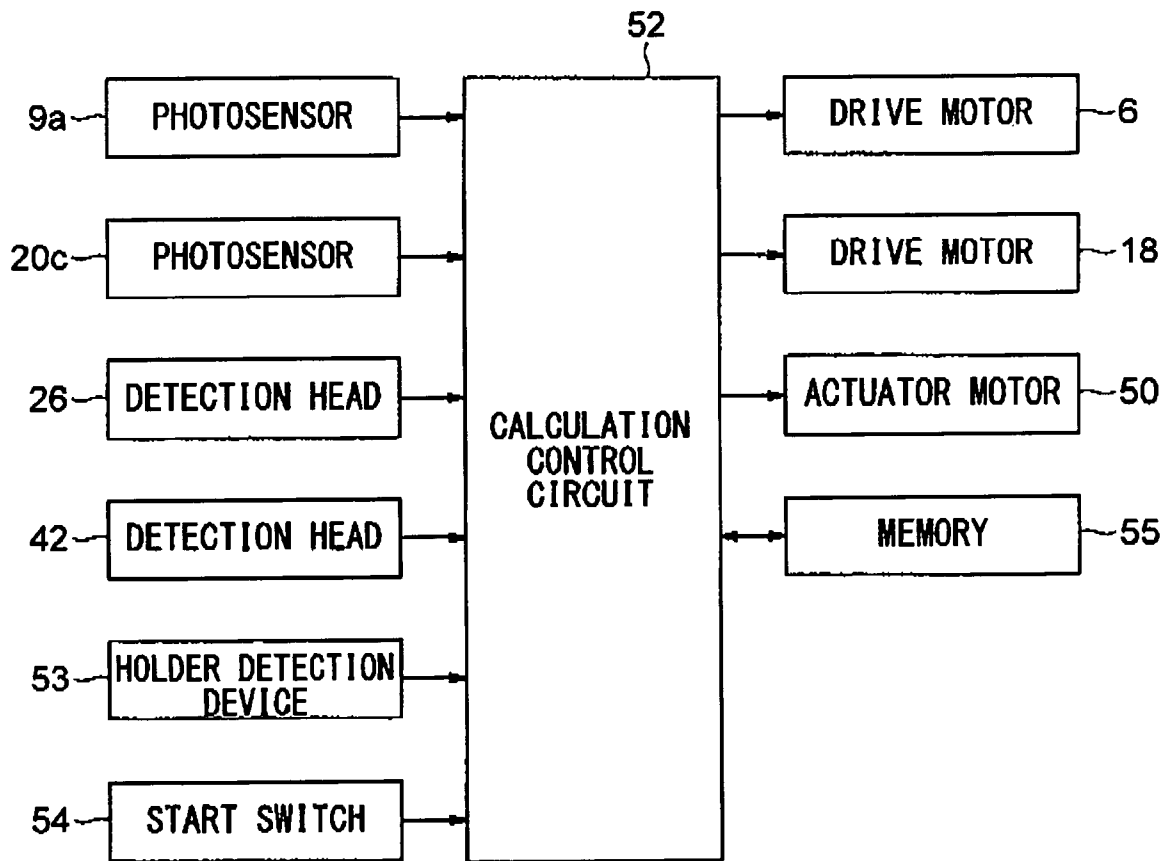 52
9a PHOTOSENSOR
20c PHOTOSENSOR
26 DETECTION HEAD
42 DETECTION HEAD
53 HOLDER DETECTION
DEVICE
54 START SWITCH
CALCULATION
CONTROL
CIRCUIT
DRIVE MOTOR 6
DRIVE MOTOR 18
ACTUATOR MOTOR 50
MEMORY 55